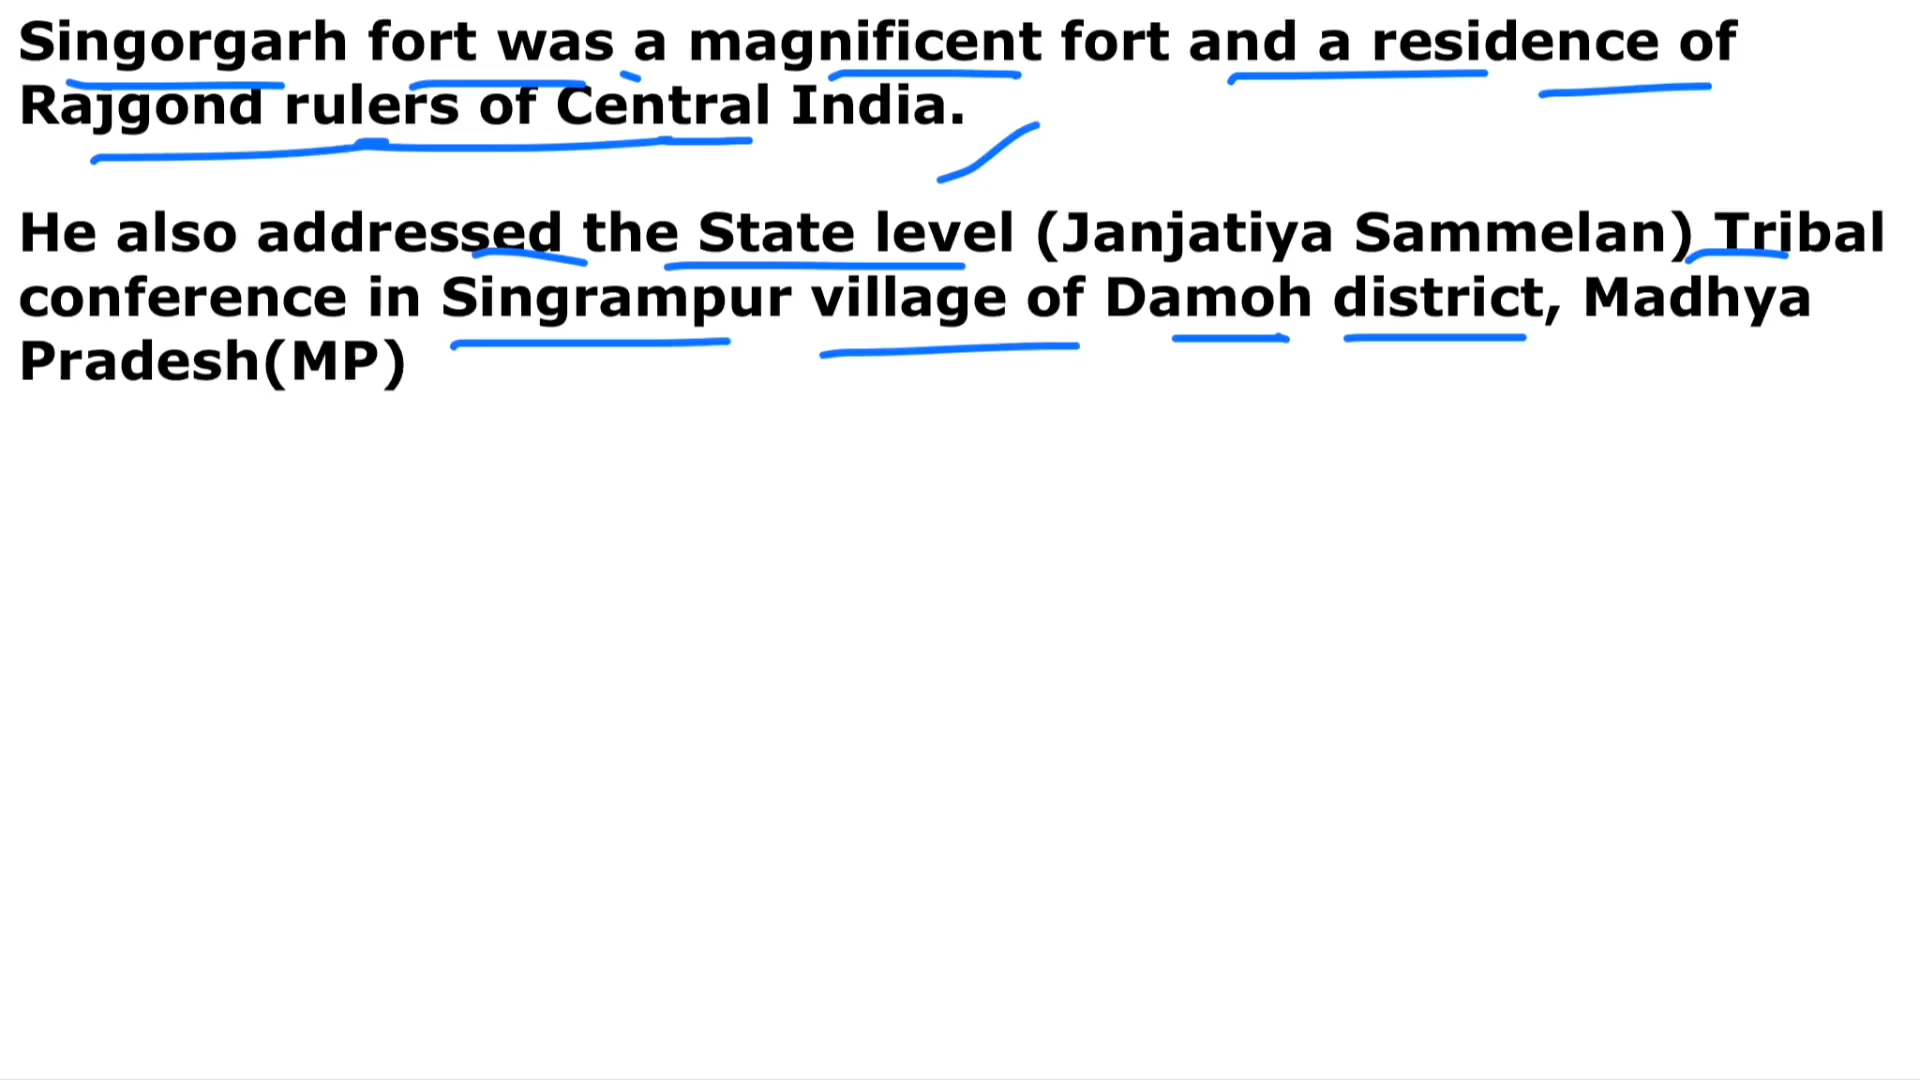 Singorgarh fort was a magnificent fort and a residence of
Rajgond rulers of Central India.
He also addressed the State level (Janjatiya Sammelan) Tribal
conference in Singrampur village of Damoh district, Madhya
Pradesh(MP)